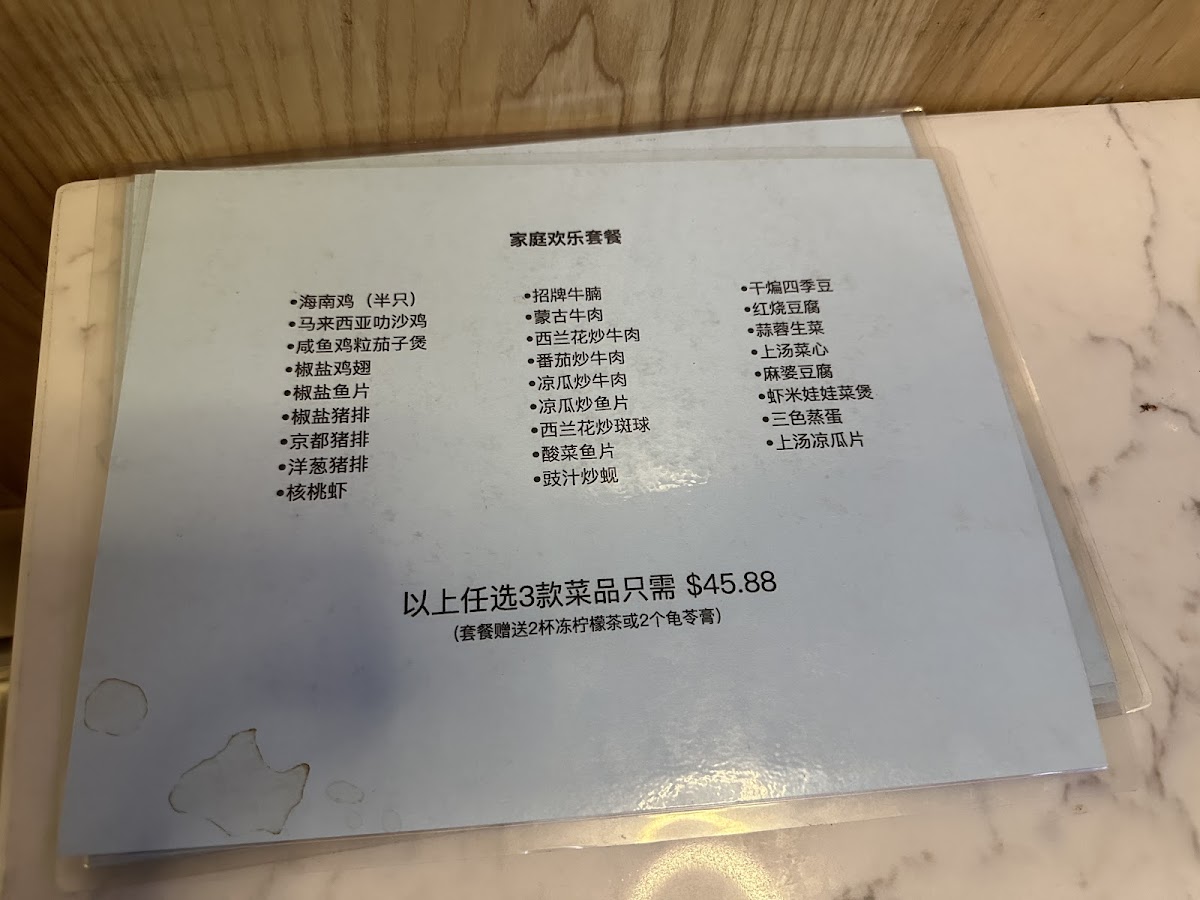 家庭欢乐套餐
•海南鸡（半只）
•马来西亚叻沙鸡
•咸鱼鸡粒茄子煲
•椒盐鸡翅
•椒盐鱼片
•椒盐猪排
•京都猪排
•洋葱猪排
•核桃虾
•招牌牛腩
•蒙古牛肉
•西兰花炒牛肉
•番茄炒牛肉
•凉瓜炒牛肉
•凉瓜炒鱼片
•西兰花炒斑球
•酸菜鱼片
•豉汁炒蚬
•干煸四季豆
•红烧豆腐
•蒜蓉生菜
•上汤菜心
•麻婆豆腐
•虾米娃娃菜煲
•三色蒸蛋
•上汤凉瓜片
以上任选3款菜品只需 $45.88
(套餐赠送2杯冻柠檬茶或2个龟苓膏)